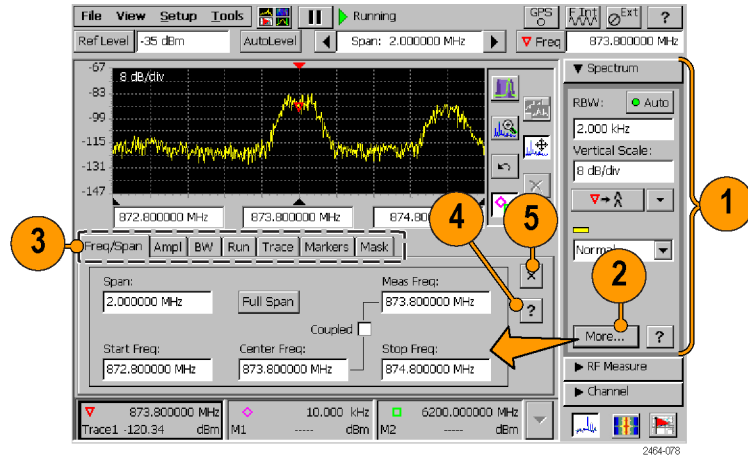 File View Setup Tools Running GPS F Int Ext ?
Ref Level -35 dBm AutoLevel Span: 2.000000 MHz Freq 873.800000 MHz
-67
8 dB/div
-83
-99
-115
-131
-147
872.800000 MHz 873.800000 MHz 874.80
Spectrum
RBW: Auto
2.000 kHz
Vertical Scale:
8 dB/div
Normal
More... ?
RF Measure
Channel
1
2
3
4
5
Freq/Span Ampl BW Run Trace Markers Mask
Span: Meas Freq:
2.000000 MHz Full Span 873.800000 MHz
Coupled
Start Freq: Center Freq: Stop Freq:
872.800000 MHz 873.800000 MHz 874.800000 MHz
×
?
873.800000 MHz 10.000 kHz 6200.000000 MHz
Trace1 -120.34 dBm M1 ----- dBm M2 ----- dBm
2464-078